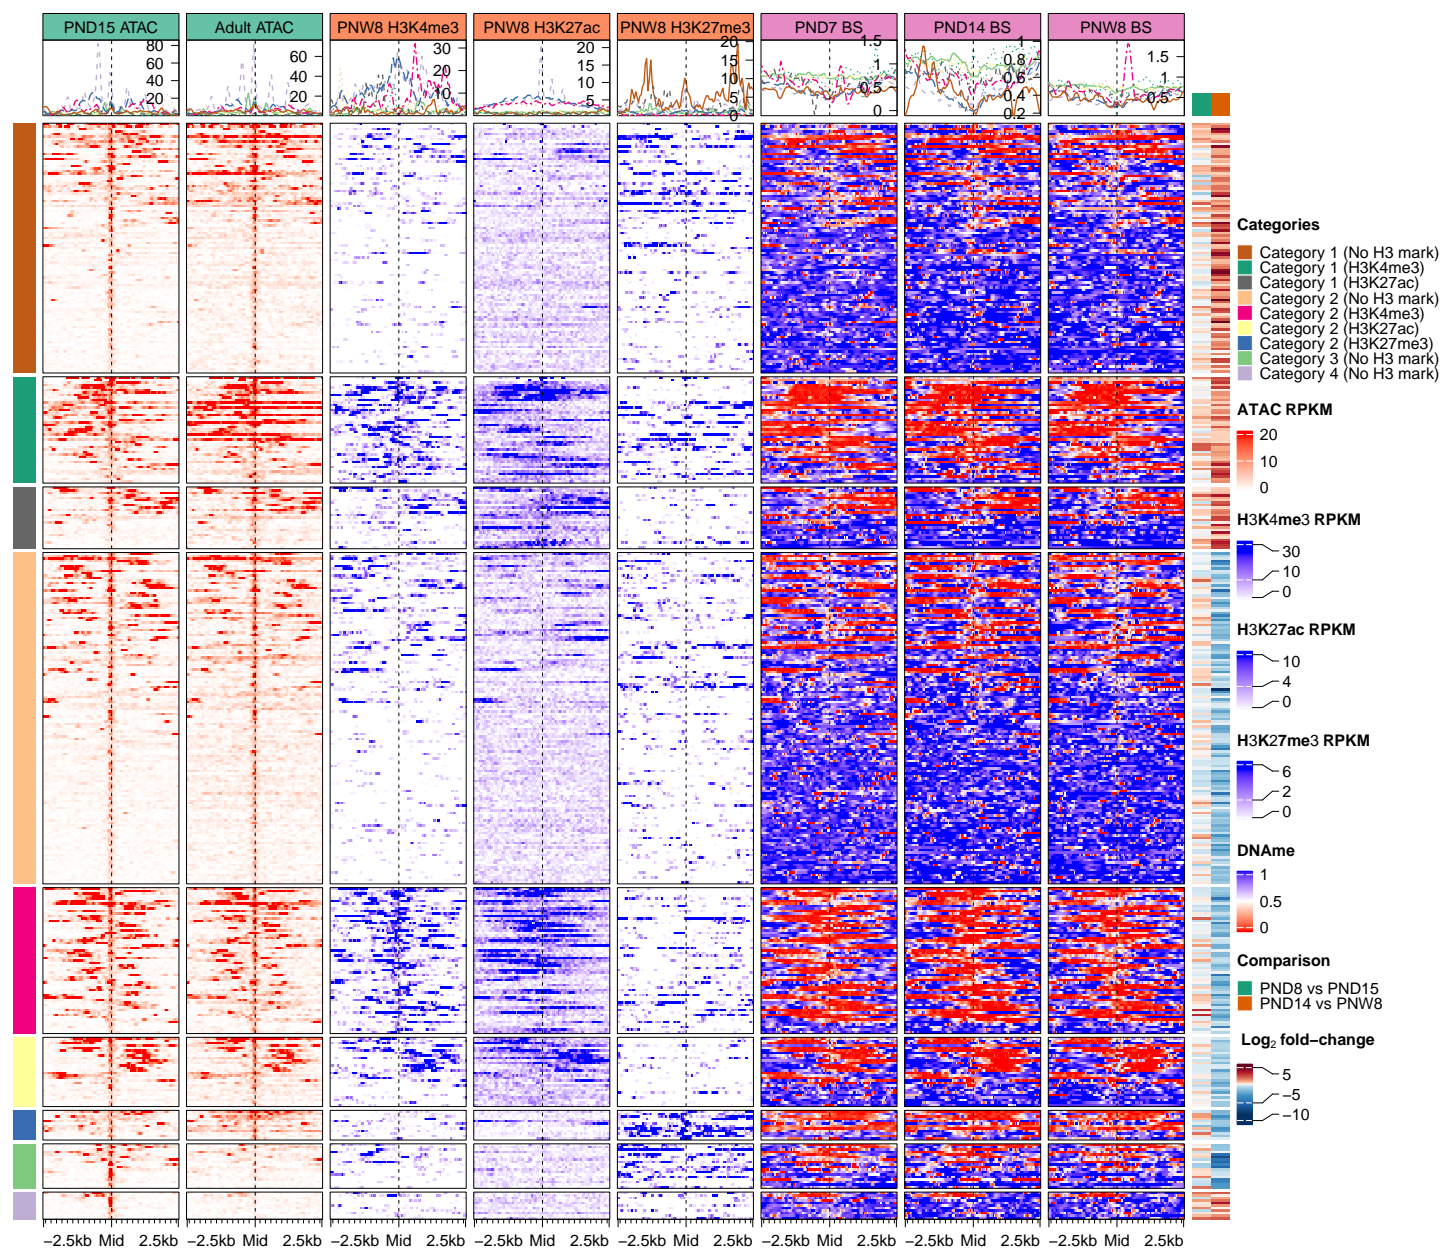 PND15 ATAC
Adult ATAC
PNW8 H3K4me3
PNW8 H3K27ac
PNW8 H3K27me3
PND7 BS
PND14 BS
PNW8 BS
80
60
40
20
60
40
20
30
20
10
20
15
10
5
20
15
10
5
0
1.5
1
0.5
0
1
0.8
0.6
0.4
0.2
1.5
1
0.5
Categories
Category 1 (No H3 mark)
Category 1 (H3K4me3)
Category 1 (H3K27ac)
Category 2 (No H3 mark)
Category 2 (H3K4me3)
Category 2 (H3K27ac)
Category 2 (H3K27me3)
Category 3 (No H3 mark)
Category 4 (No H3 mark)
ATAC RPKM
20
10
0
H3K4me3 RPKM
30
10
0
H3K27ac RPKM
10
4
0
H3K27me3 RPKM
6
2
0
DNAme
1
0.5
0
Comparison
PND8 vs PND15
PND14 vs PNW8
Log₂ fold−change
5
−5
−10
−2.5kb Mid 2.5kb
−2.5kb Mid 2.5kb
−2.5kb Mid 2.5kb
−2.5kb Mid 2.5kb
−2.5kb Mid 2.5kb
−2.5kb Mid 2.5kb
−2.5kb Mid 2.5kb
−2.5kb Mid 2.5kb